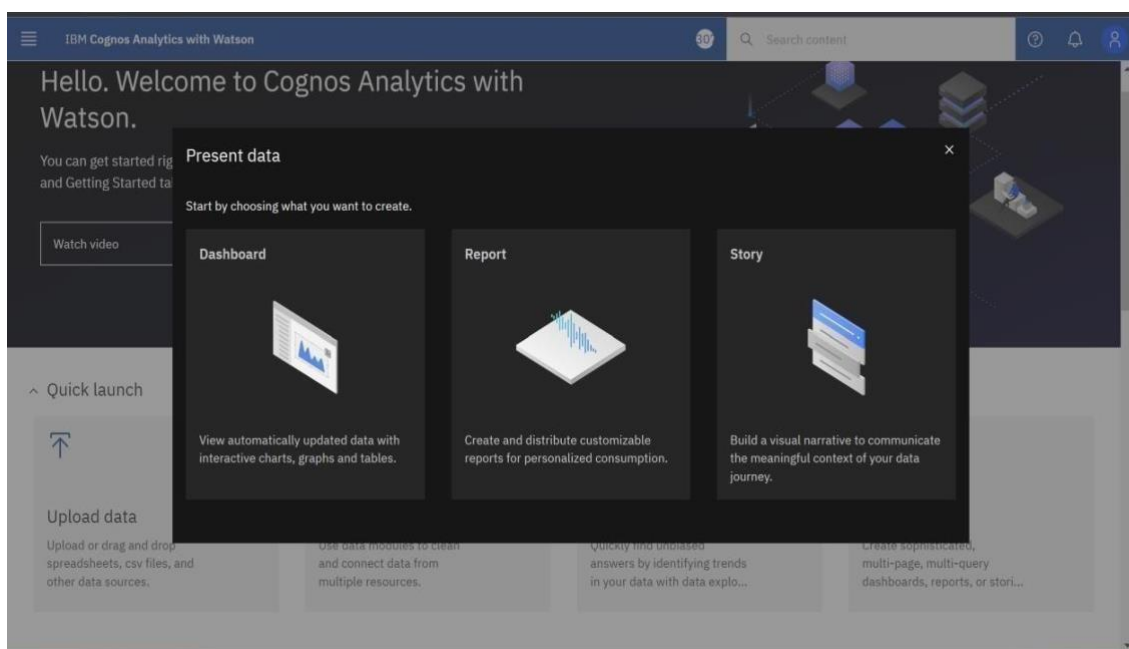 IBM Cognos Analytics with Watson
Search content
Hello. Welcome to Cognos Analytics with
Watson.
You can get started rig
and Getting Started ta
Watch video
Present data
Start by choosing what you want to create.
Dashboard
View automatically updated data with
interactive charts, graphs and tables.
Report
Create and distribute customizable
reports for personalized consumption.
Story
Build a visual narrative to communicate
the meaningful context of your data
journey.
Quick launch
Upload data
Upload or drag and drop
spreadsheets, csv files, and
other data sources.
Use data modules to clean
and connect data from
multiple resources.
Quickly find unbiased
answers by identifying trends
in your data with data explo...
Create sophisticated,
multi-page, multi-query
dashboards, reports, or stori...